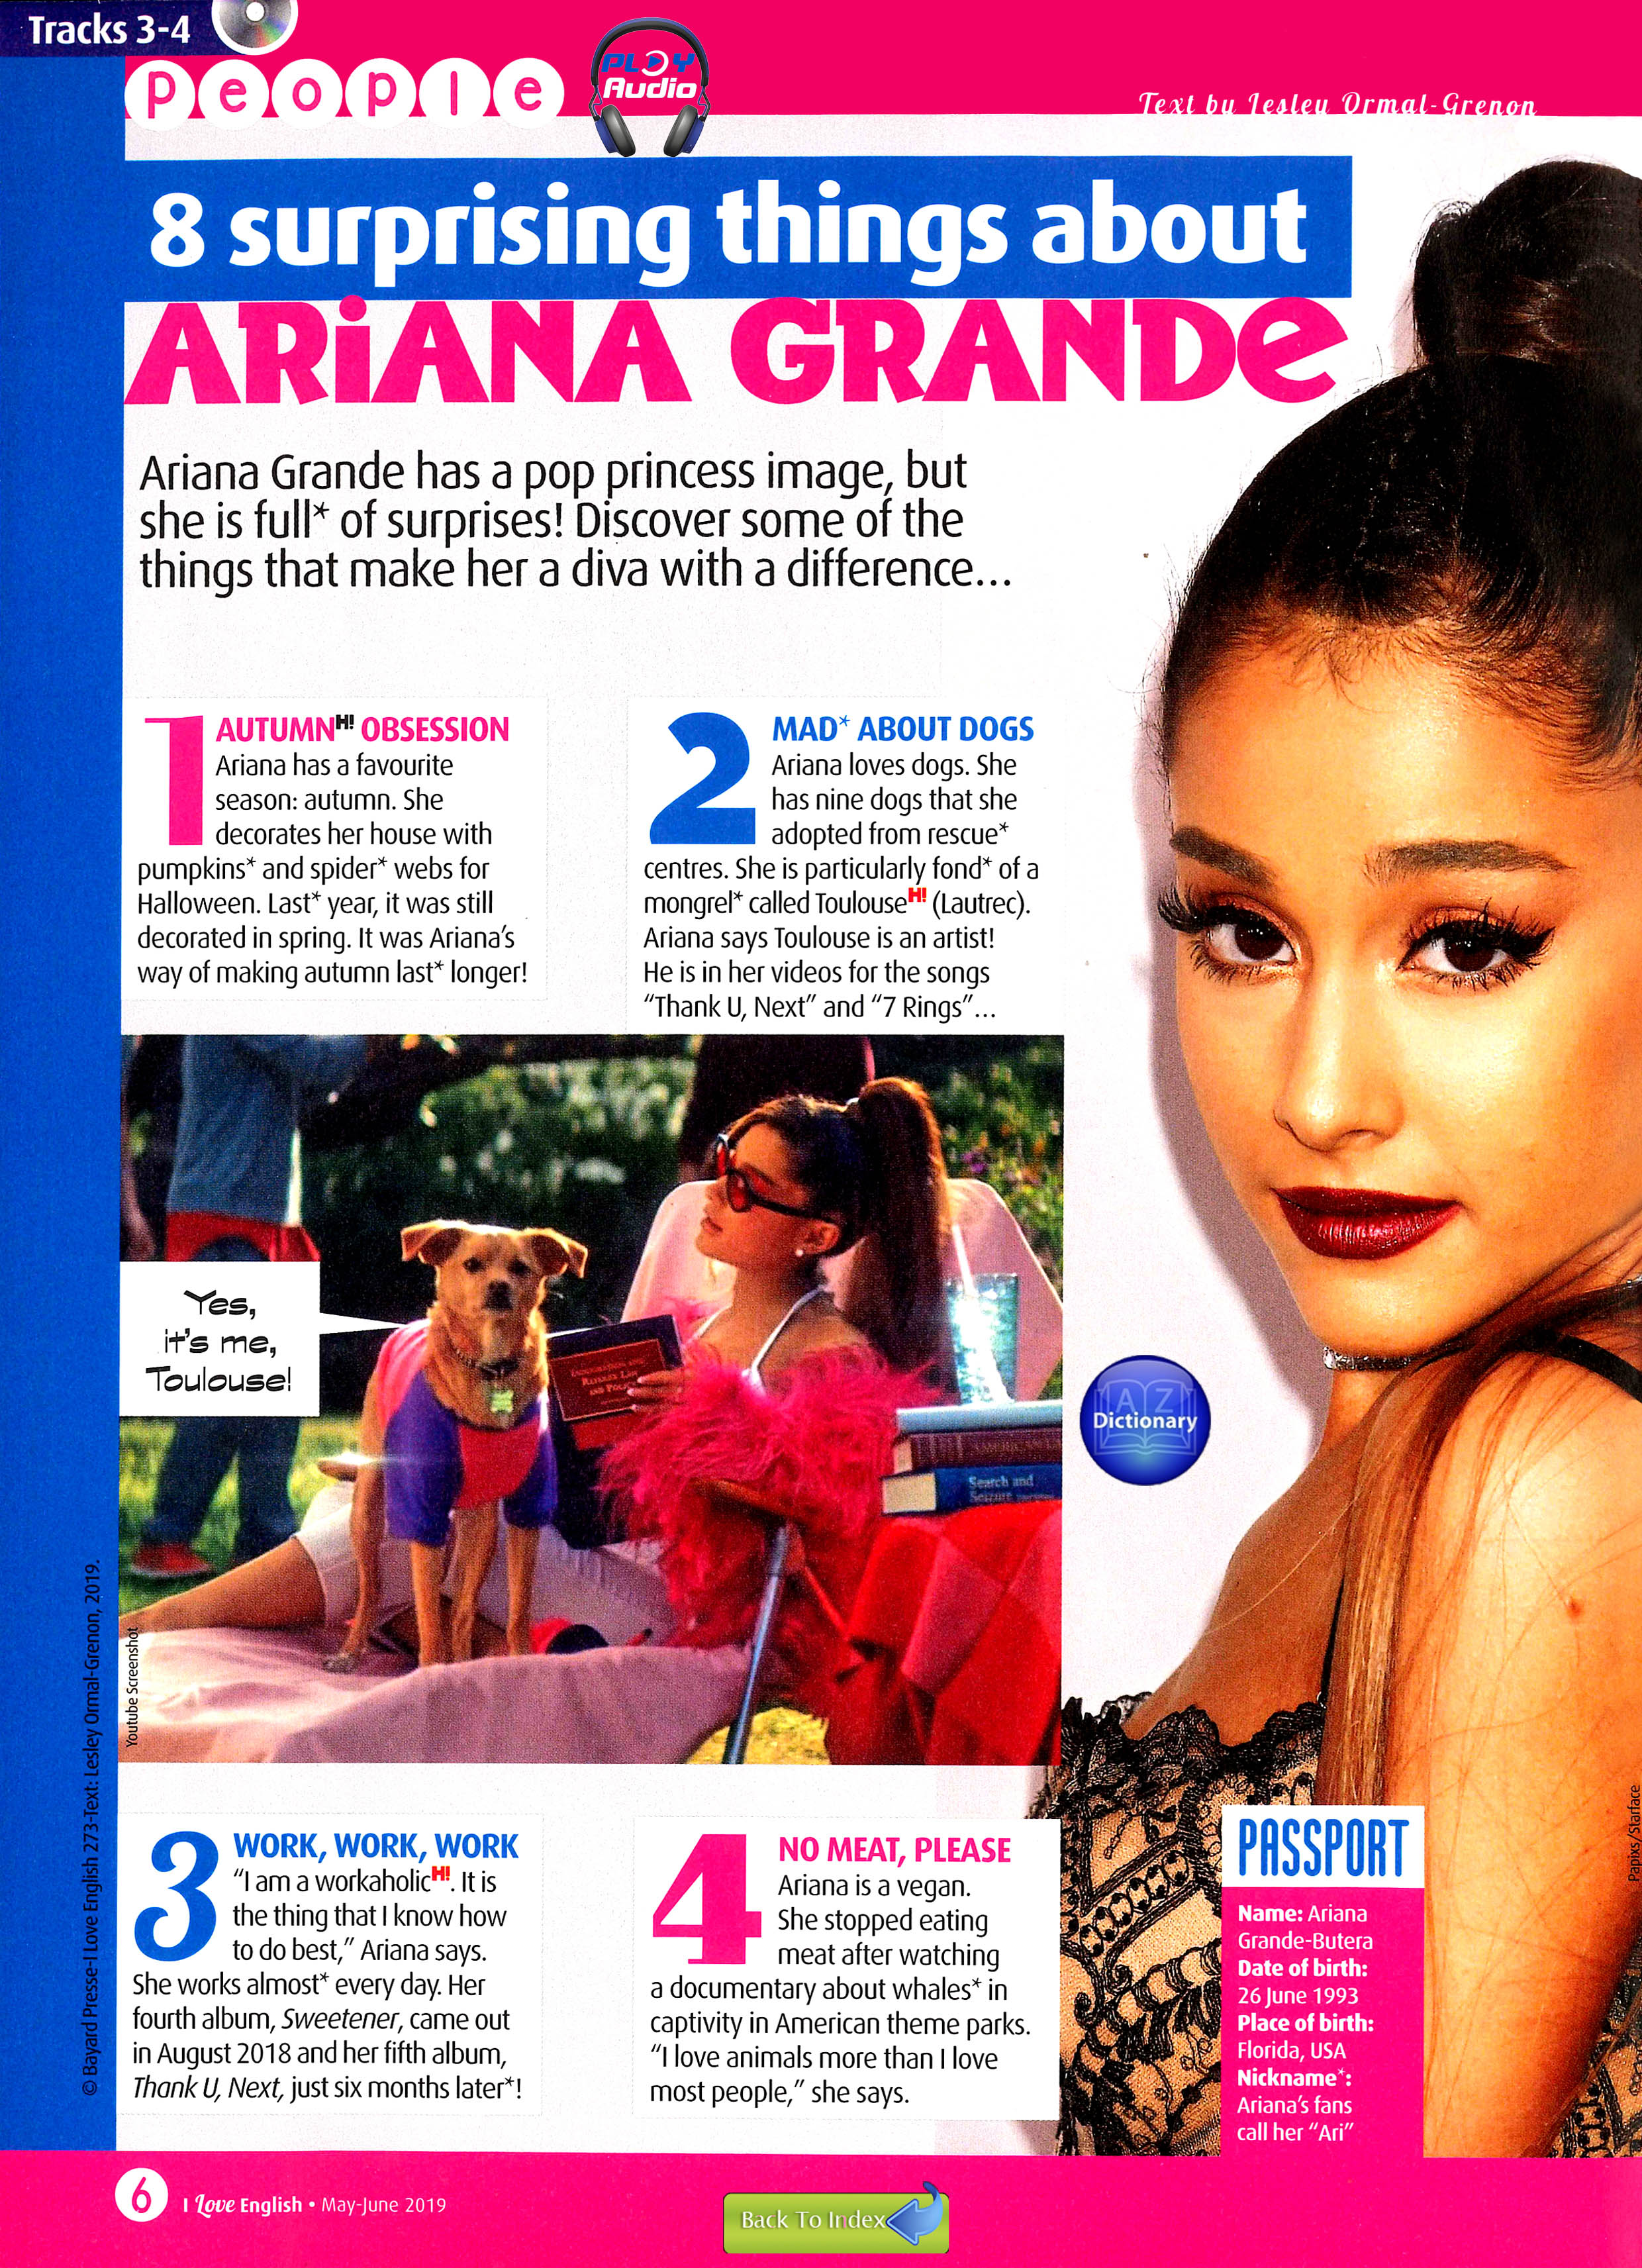 Tracks 3-4
people
PLAY
Audio
Text by Lesley Ormal-Grenon
8 surprising things about
ARiANA GRANDe
Ariana Grande has a pop princess image, but
she is full* of surprises! Discover some of the
things that make her a diva with a difference...
1
AUTUMNH! OBSESSION
Ariana has a favourite
season: autumn. She
decorates her house with
pumpkins* and spider* webs for
Halloween. Last* year, it was still
decorated in spring. It was Ariana's
way of making autumn last* longer!
2
MAD* ABOUT DOGS
Ariana loves dogs. She
has nine dogs that she
adopted from rescue*
centres. She is particularly fond* of a
mongrel* called ToulouseH! (Lautrec).
Ariana says Toulouse is an artist!
He is in her videos for the songs
"Thank U, Next" and "7 Rings"...
Yes,
it's me,
Toulouse!
Search and
Seizure
A Z
Dictionary
Youtube Screenshot
© Bayard Presse-I Love English 273-Text: Lesley Ormal-Grenon, 2019.
3
WORK, WORK, WORK
"I am a workaholicH!. It is
the thing that I know how
to do best," Ariana says.
She works almost* every day. Her
fourth album, Sweetener, came out
in August 2018 and her fifth album,
Thank U, Next, just six months later*!
4
NO MEAT, PLEASE
Ariana is a vegan.
She stopped eating
meat after watching
a documentary about whales* in
captivity in American theme parks.
"I love animals more than I love
most people," she says.
PASSPORT
Name: Ariana
Grande-Butera
Date of birth:
26 June 1993
Place of birth:
Florida, USA
Nickname*:
Ariana's fans
call her "Ari"
Papixs/Starface
6
I Love English • May-June 2019
Back To Index